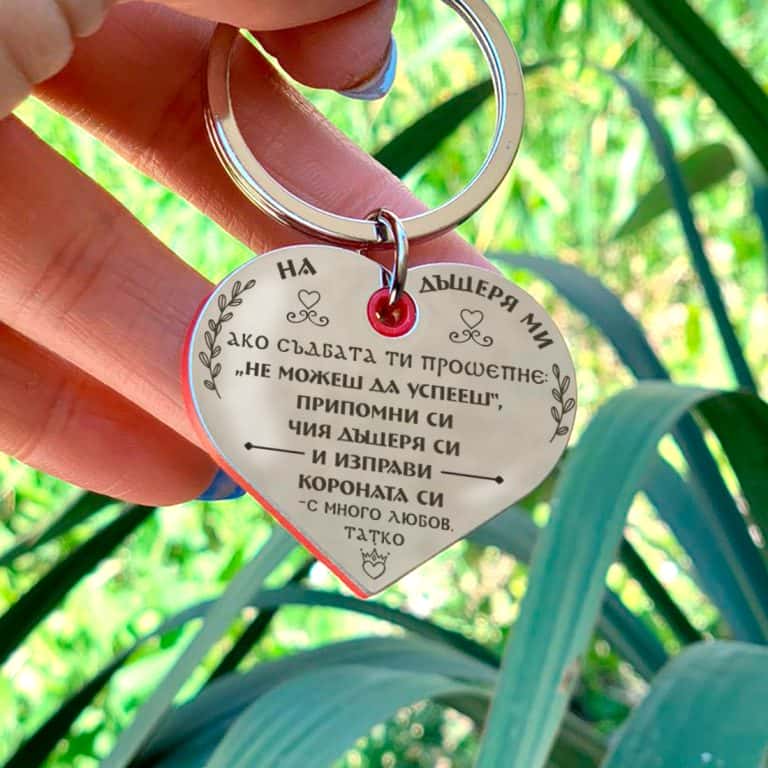 НА ДЪЩЕРЯ МИ
АКО СЪДБАТА ТИ ПРОШЕПНЕ:
„НЕ МОЖЕШ ДА УСПЕЕШ",
ПРИПОМНИ СИ
ЧИЯ ДЪЩЕРЯ СИ
И ИЗПРАВИ
КОРОНАТА СИ
-С МНОГО ЛЮБОВ,
ТАТКО